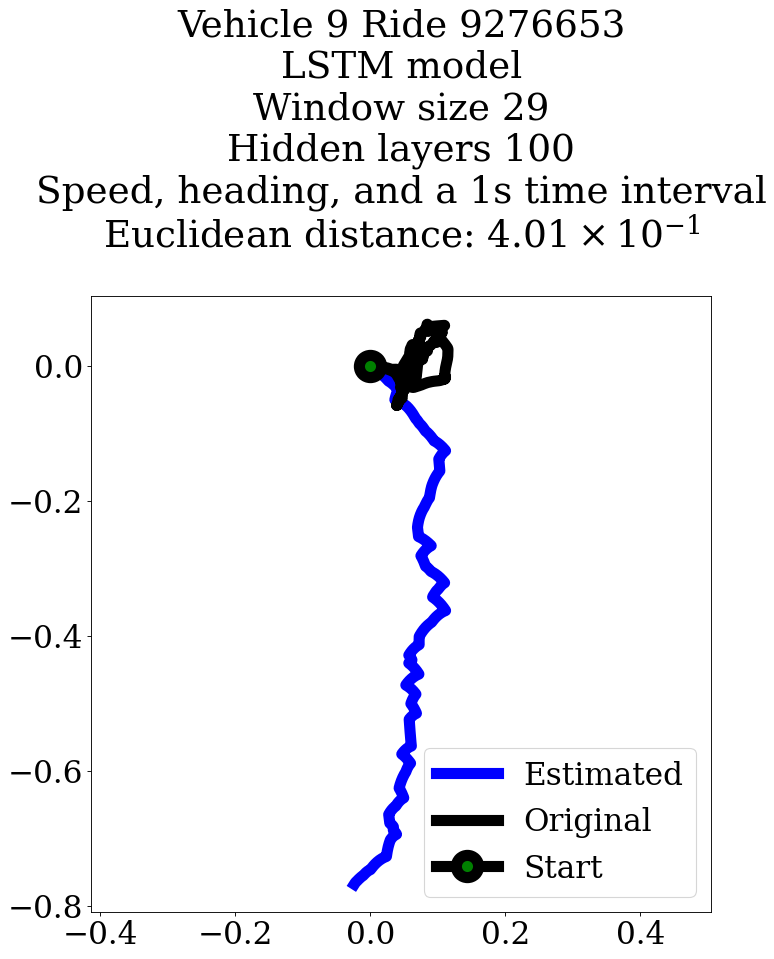 Vehicle 9 Ride 9276653
LSTM model
Window size 29
Hidden layers 100
Speed, heading, and a 1s time interval
Euclidean distance: 4.01 × 10⁻¹
0.0
−0.2
−0.4
−0.6
−0.8
−0.4 −0.2 0.0 0.2 0.4
Estimated
Original
Start